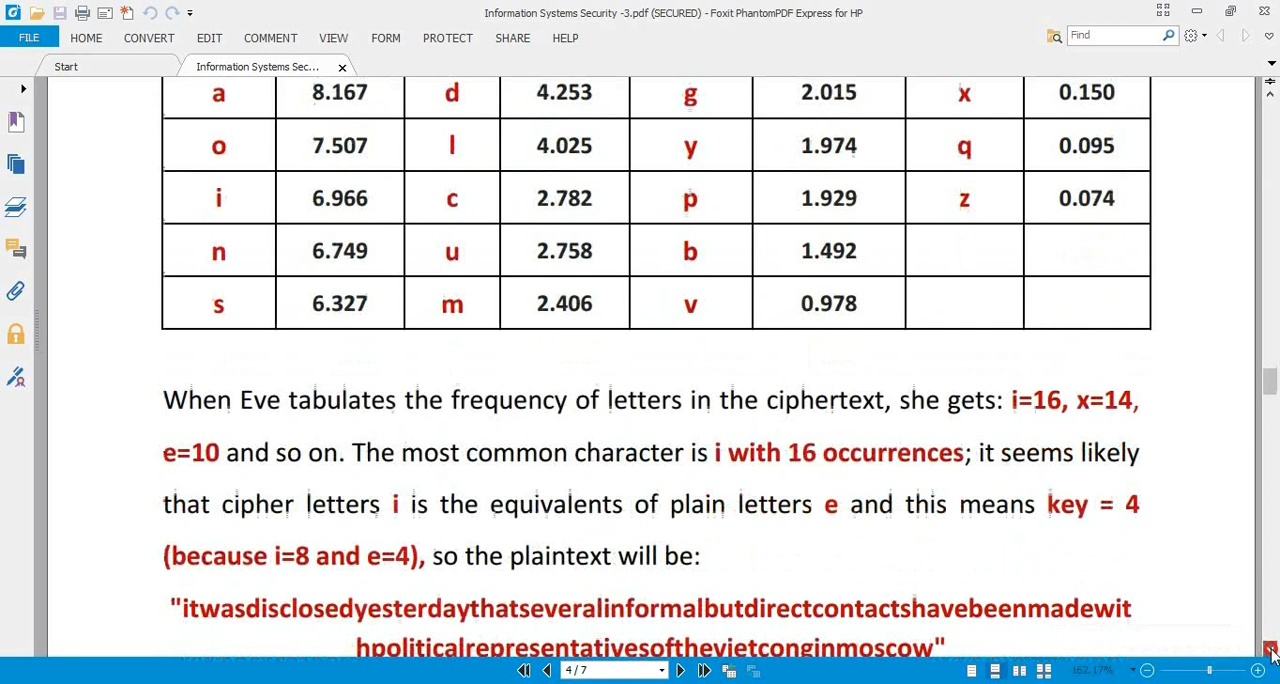 Information Systems Security -3.pdf (SECURED) - Foxit PhantomPDF Express for HP
FILE HOME CONVERT EDIT COMMENT VIEW FORM PROTECT SHARE HELP Find
Start Information Systems Sec...
a 8.167 d 4.253 g 2.015 x 0.150
o 7.507 l 4.025 y 1.974 q 0.095
i 6.966 c 2.782 p 1.929 z 0.074
n 6.749 u 2.758 b 1.492
s 6.327 m 2.406 v 0.978
When Eve tabulates the frequency of letters in the ciphertext, she gets: i=16, x=14,
e=10 and so on. The most common character is i with 16 occurrences; it seems likely
that cipher letters i is the equivalents of plain letters e and this means key = 4
(because i=8 and e=4), so the plaintext will be:
"itwasdisclosedyesterdaythatseveralinformalbutdirectcontactshavebeenmadewit
hpoliticalrepresentativesofthevietconginmoscow"
4 / 7 162.17%